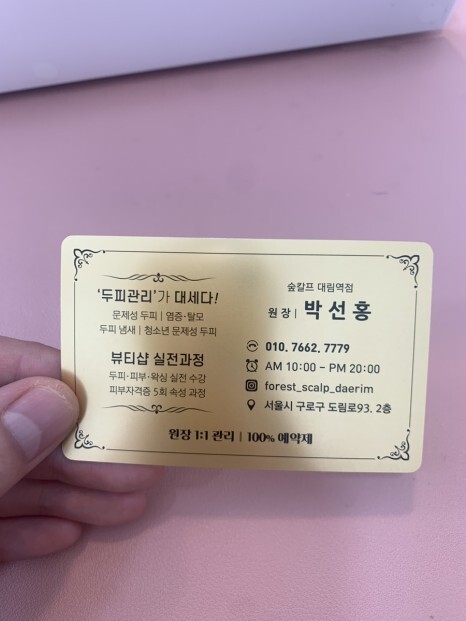 '두피관리'가 대세다!
문제성 두피 | 염증·탈모
두피 냄새 | 청소년 문제성 두피
뷰티샵 실전과정
두피·피부·왁싱 실전 수강
피부자격증 5회 속성 과정
숲칼프 대림역점
원 장 | 박 선 홍
010. 7662. 7779
AM 10:00 - PM 20:00
forest_scalp_daerim
서울시 구로구 도림로93. 2층
원장 1:1 관리 | 100% 예약제